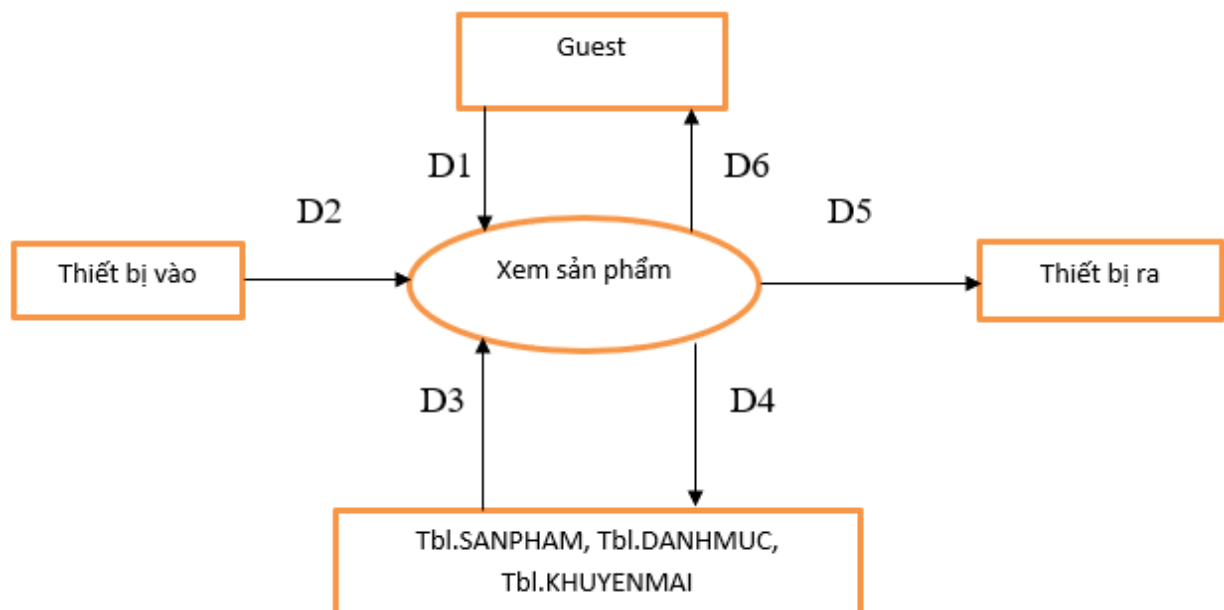 Guest
D1
D6
D2
D5
Thiết bị vào
Xem sản phẩm
Thiết bị ra
D3
D4
Tbl.SANPHAM, Tbl.DANHMUC,
Tbl.KHUYENMAI